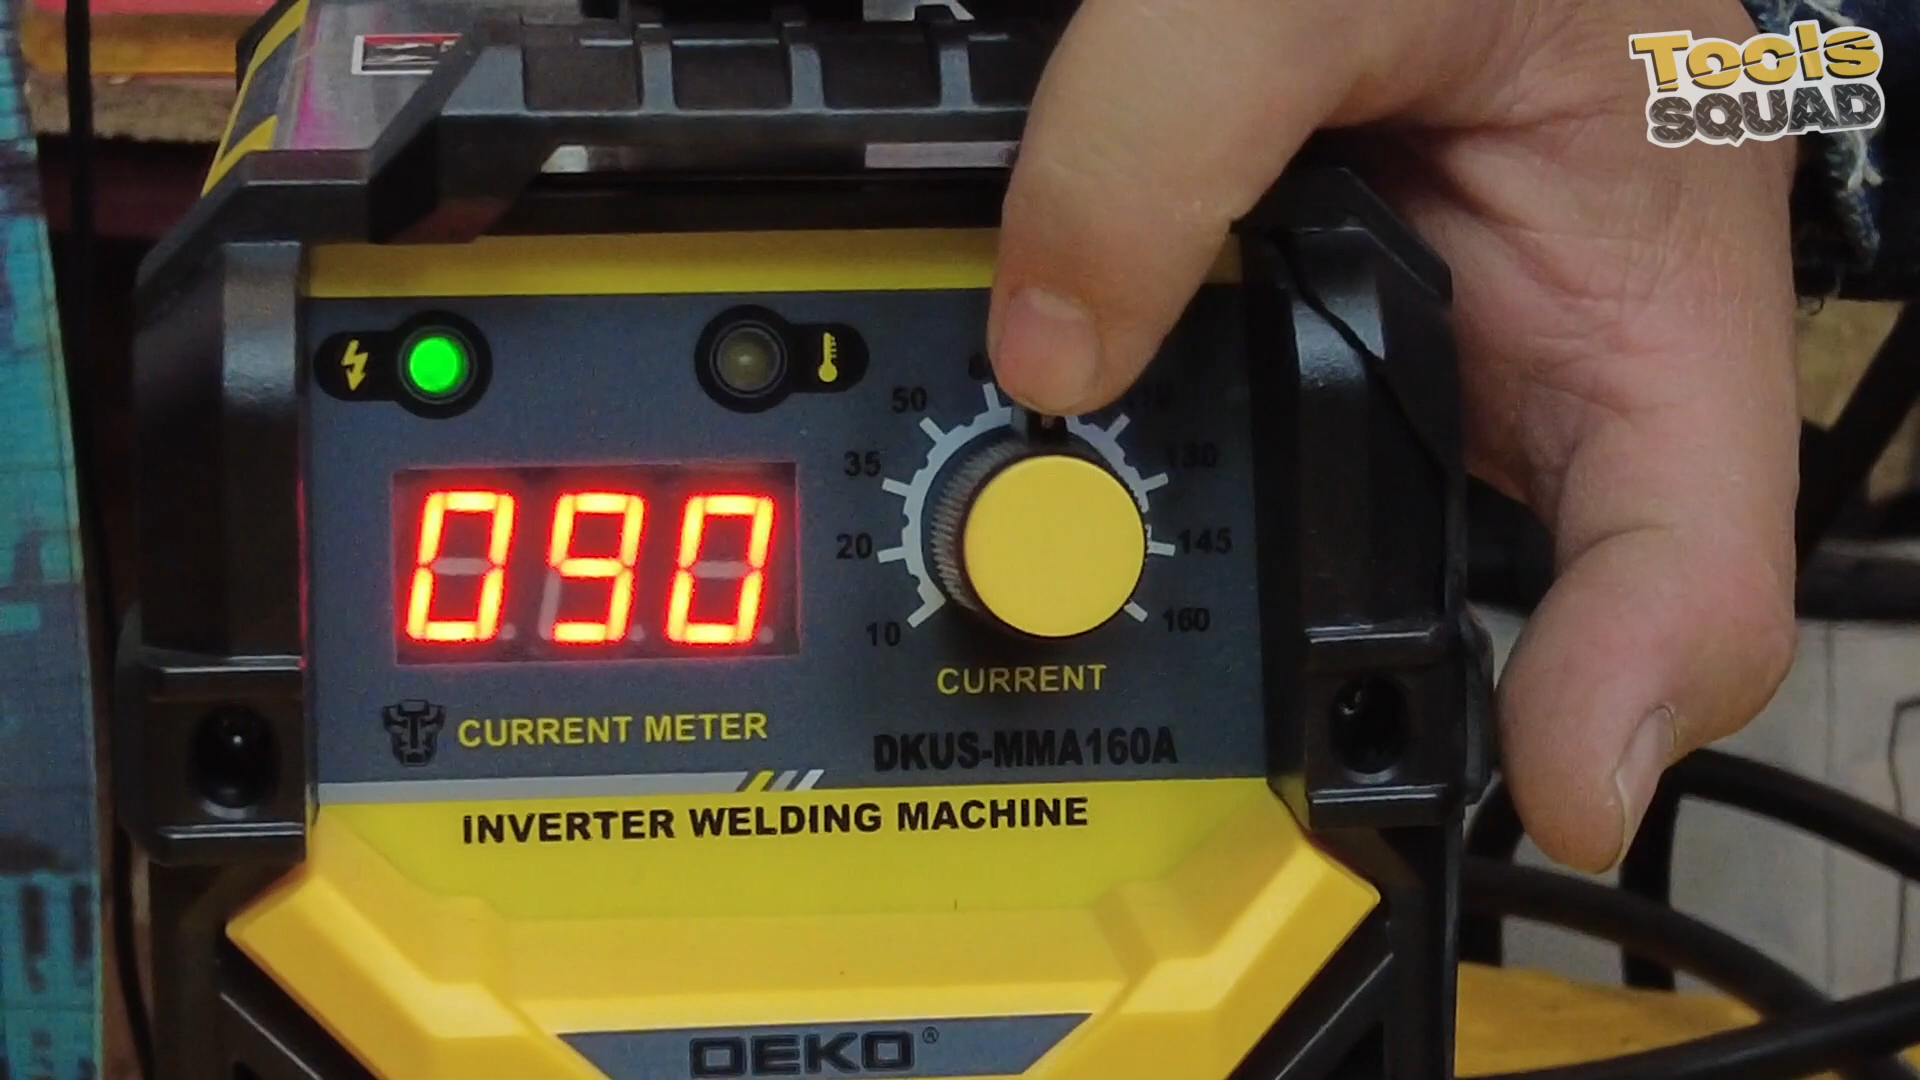 Tools
SQUAD
50
110
35
130
090
20
145
10
160
CURRENT
CURRENT METER
DKUS-MMA160A
INVERTER WELDING MACHINE
DEKO®